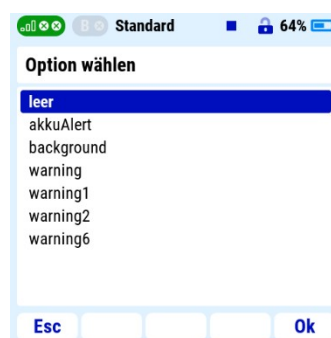 B Standard 64%
Option wählen
leer
akkuAlert
background
warning
warning1
warning2
warning6
Esc Ok